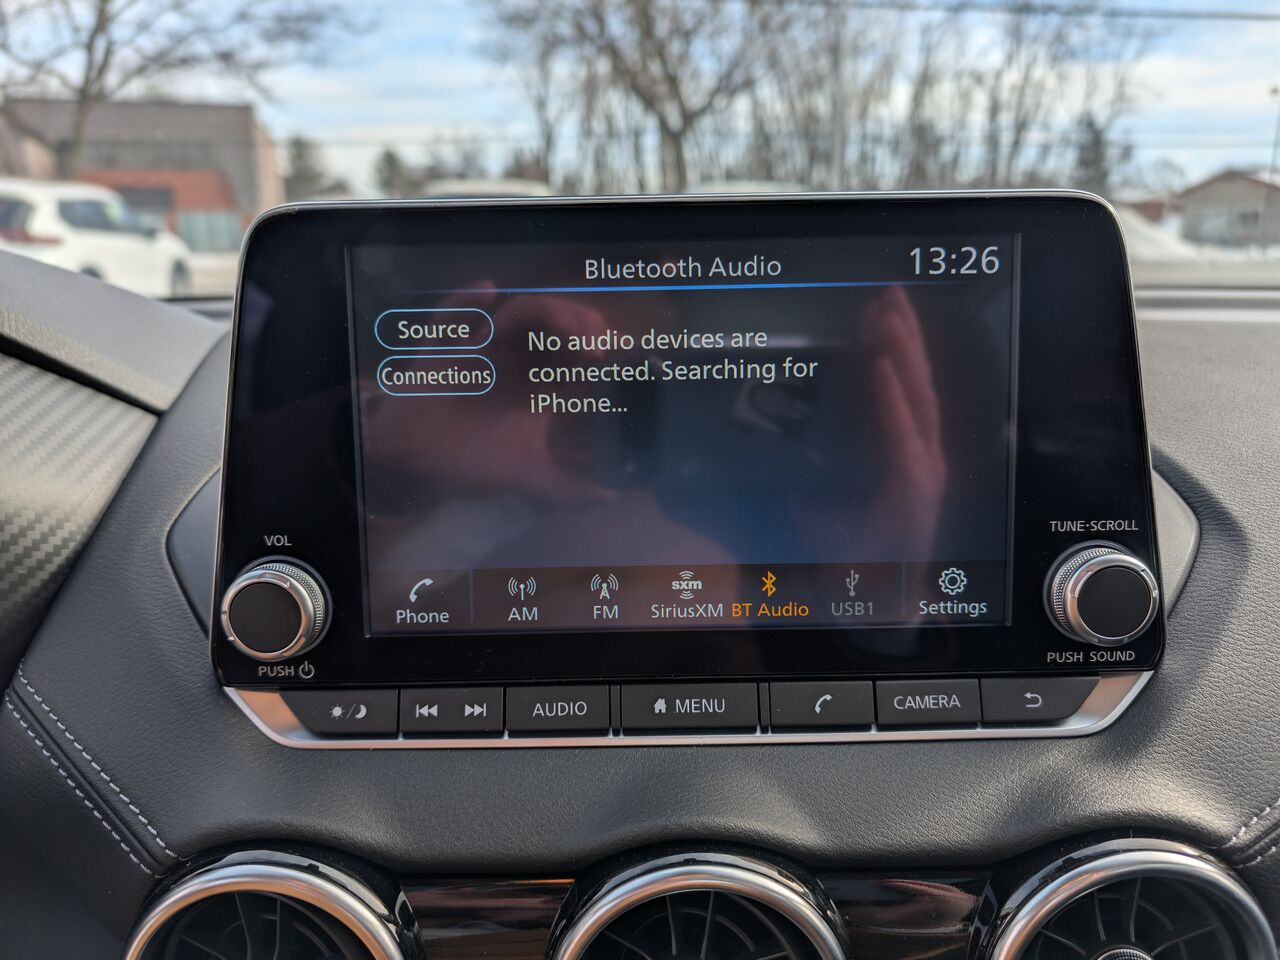 Bluetooth Audio
13:26
Source
Connections
No audio devices are
connected. Searching for
iPhone...
VOL
TUNE·SCROLL
Phone
AM
FM
sxm
SiriusXM
BT Audio
USB1
Settings
PUSH
PUSH SOUND
AUDIO
MENU
CAMERA